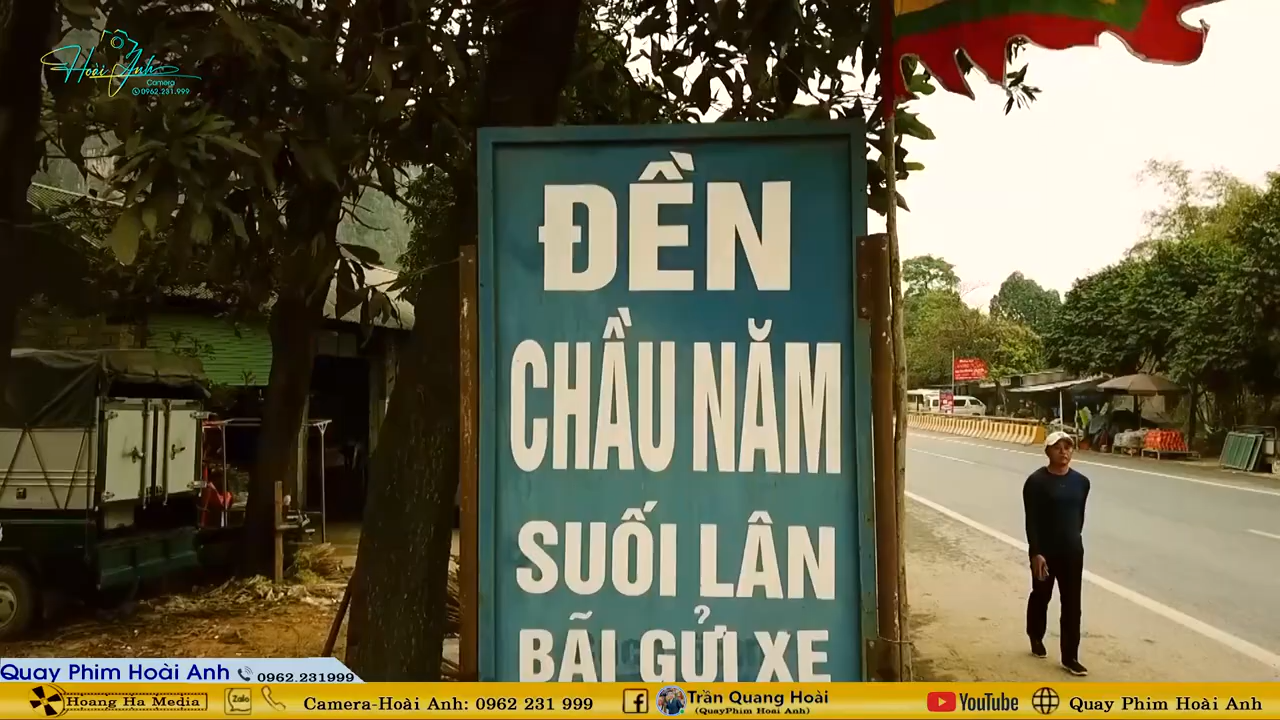 Hoài Anh
Camera
0962.231.999
ĐỀN
CHẦU NĂM
SUỐI LÂN
BÃI GỬI XE
Quay Phim Hoài Anh
0962.231999
Hoang Ha Media
Zalo
Camera-Hoài Anh: 0962 231 999
Trần Quang Hoài
(QuayPhim Hoài Anh)
YouTube
Quay Phim Hoài Anh